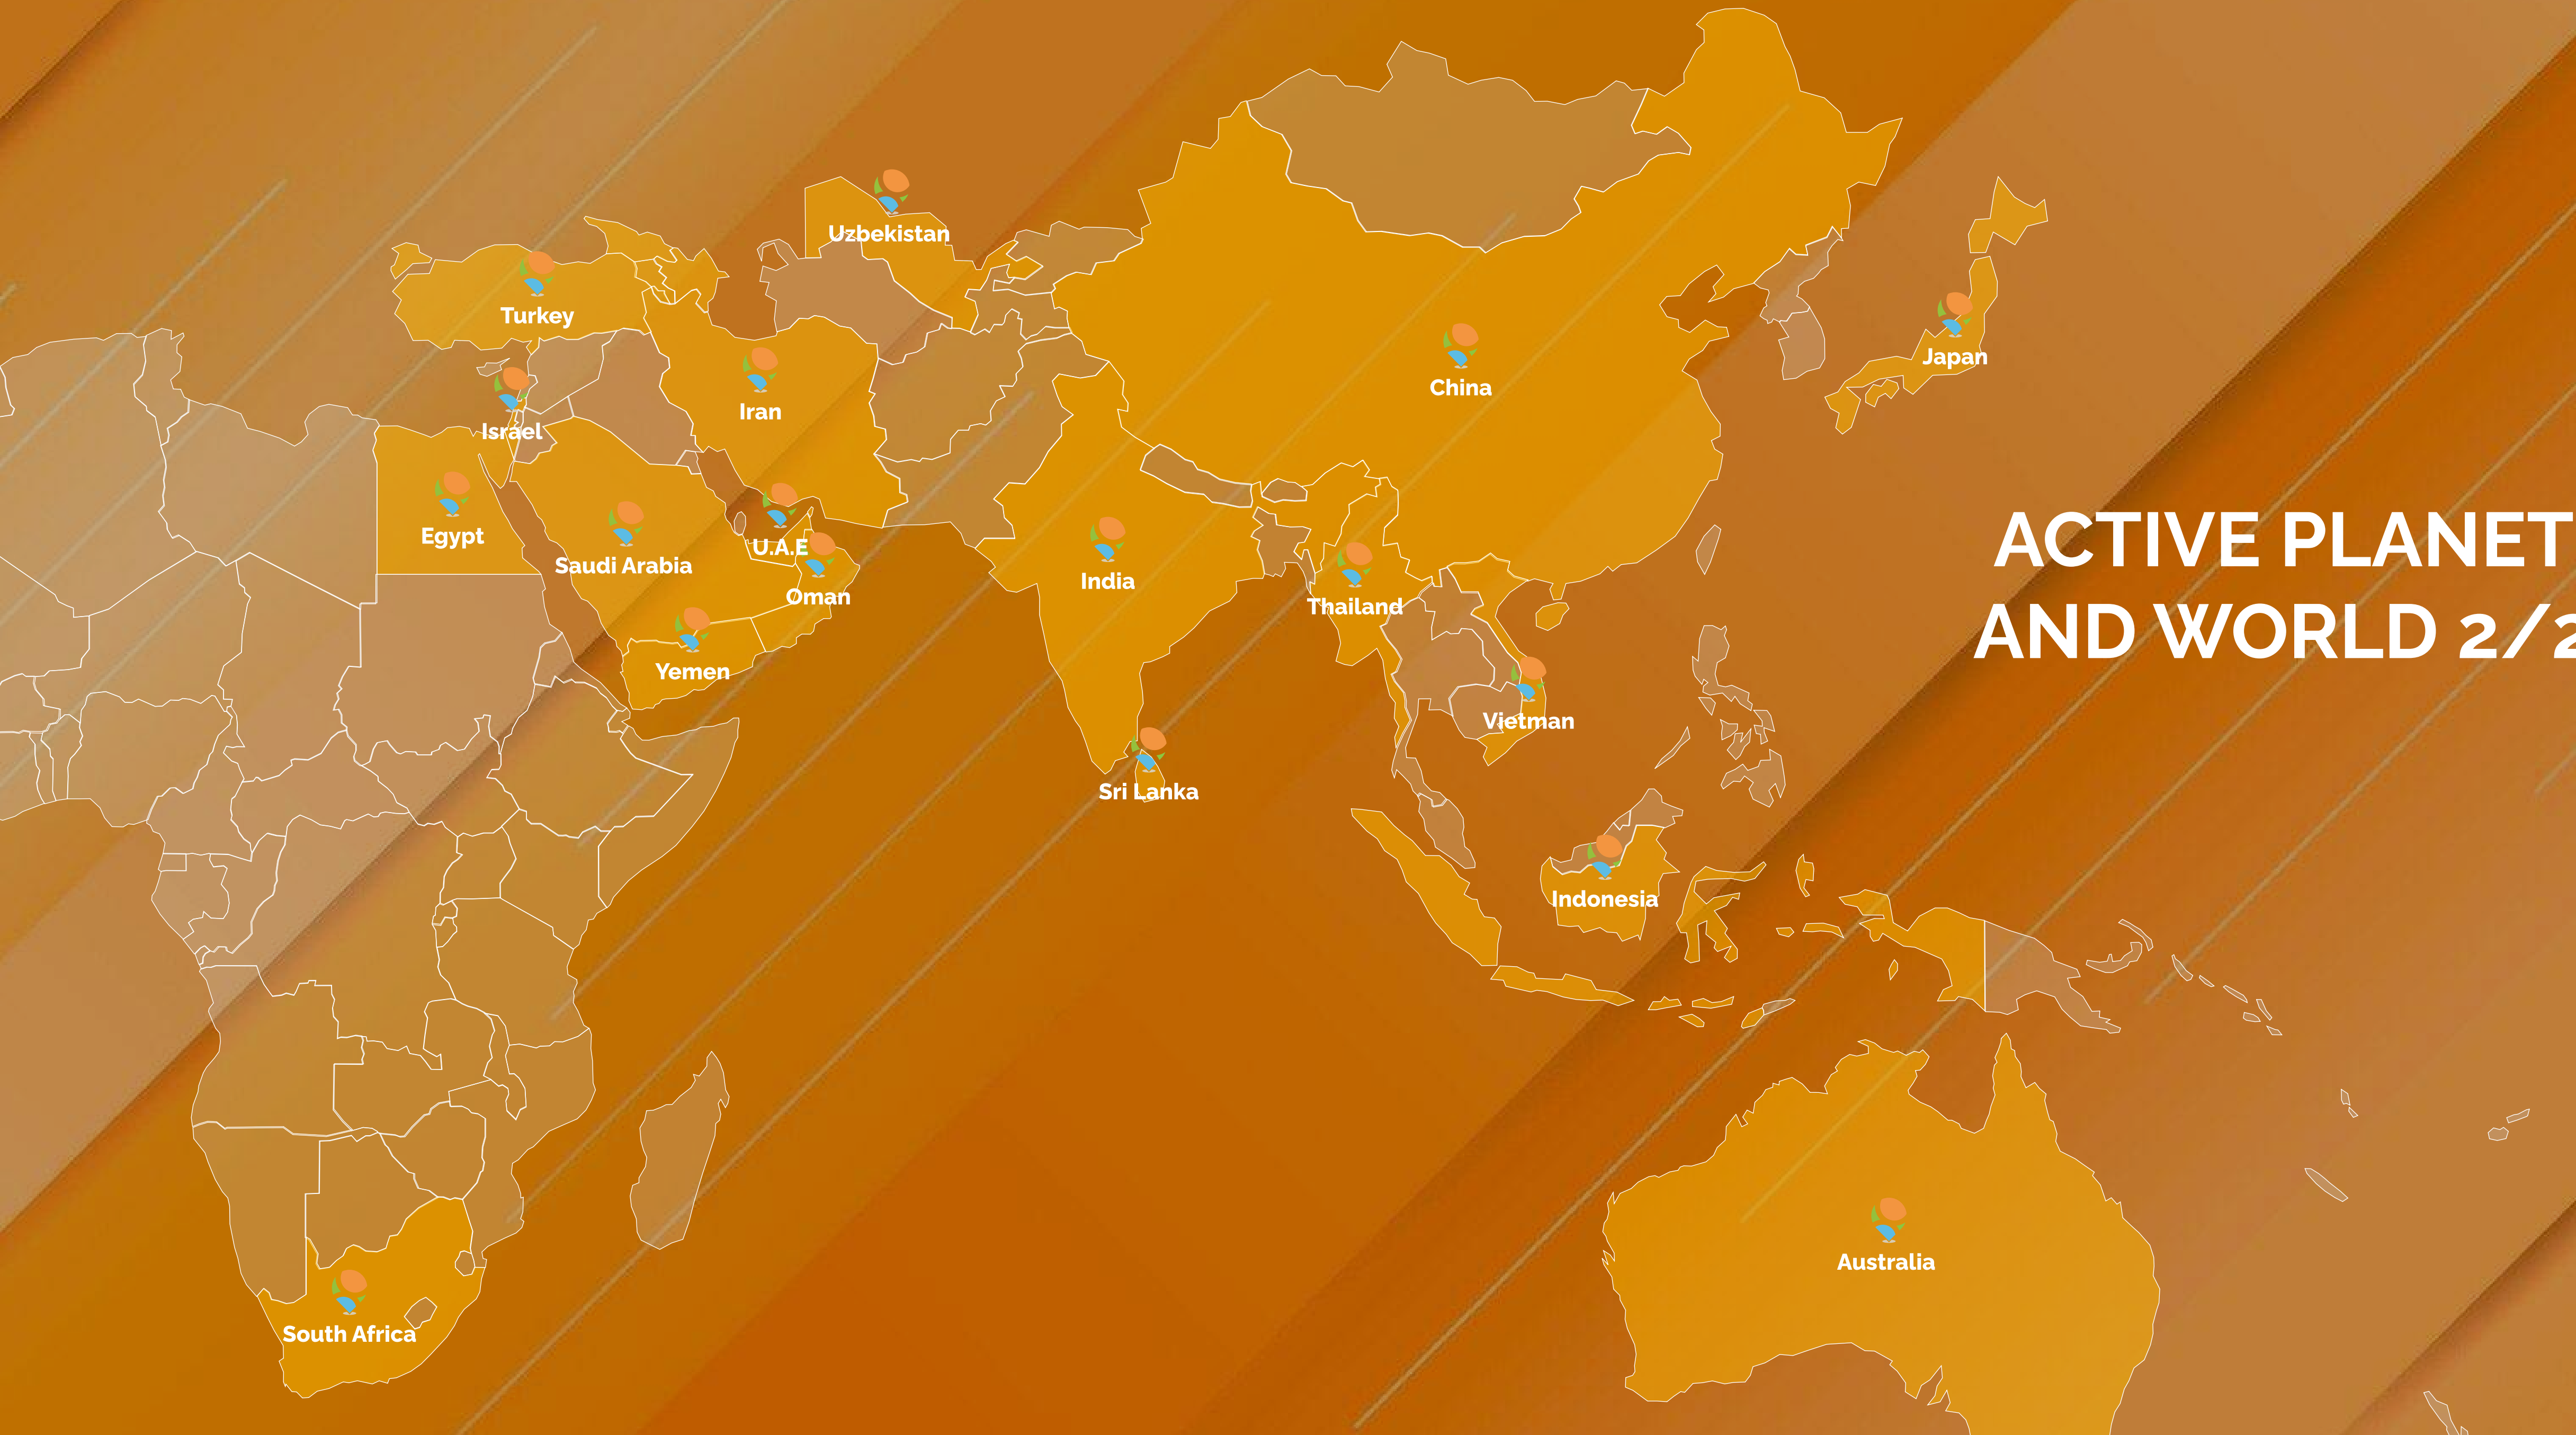 Uzbekistan
Turkey
Japan
China
Iran
Israel
Egypt
ACTIVE PLANET
U.A.E
Saudi Arabia
India
Oman
Thailand
AND WORLD 2/2
Yemen
Vietman
Sri Lanka
Indonesia
Australia
South Africa